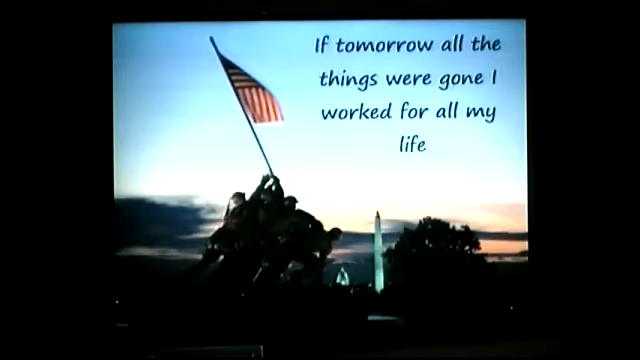 If tomorrow all the
things were gone I
worked for all my
life